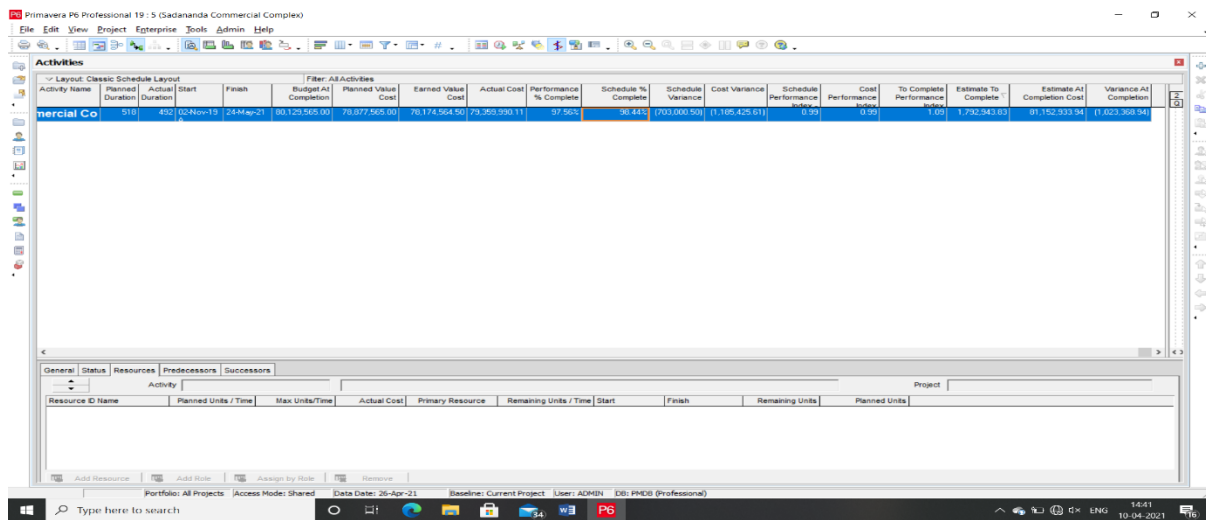 Primavera P6 Professional 19 : 5 (Sadananda Commercial Complex)
File Edit View Project Enterprise Tools Admin Help
Activities
Layout: Classic Schedule Layout Filter: All Activities
Activity Name Planned Duration Actual Duration Start Finish Budget At Completion Planned Value Cost Earned Value Cost Actual Cost Performance % Complete Schedule % Complete Schedule Variance Cost Variance Schedule Performance Index - Cost Performance Index To Complete Performance Index Estimate To Complete Estimate At Completion Cost Variance At Completion
mercial Co 518 492 02-Nov-19 A 24-May-21 80,129,565.00 78,877,565.00 78,174,564.50 79,359,990.11 97.56% 98.44% (703,000.50) (1,185,425.61) 0.99 0.99 1.09 1,792,943.83 81,152,933.94 (1,023,368.94)
General Status Resources Predecessors Successors
Activity Project
Resource ID Name Planned Units / Time Max Units/Time Actual Cost Primary Resource Remaining Units / Time Start Finish Remaining Units Planned Units
Add Resource Add Role Assign by Role Remove
Portfolio: All Projects Access Mode: Shared Data Date: 26-Apr-21 Baseline: Current Project User: ADMIN DB: PMDB (Professional)
Type here to search 34 P6 ENG 14:41
10-04-2021 16